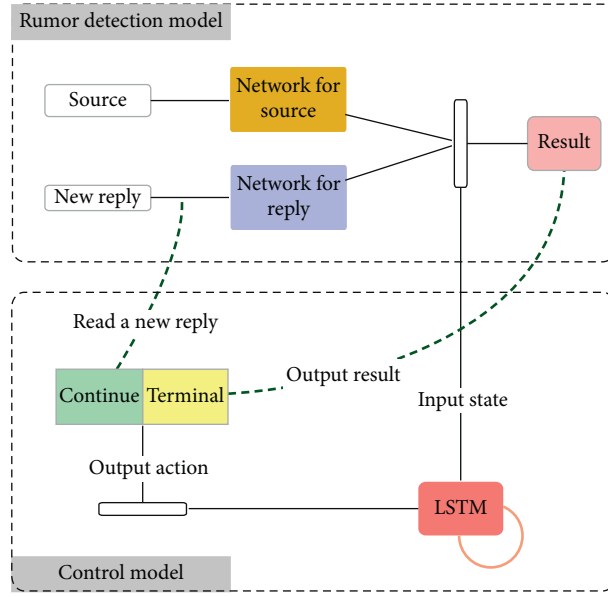 Rumor detection model
Source
Network for
source
Result
New reply
Network for
reply
Read a new reply
Output result
Continue
Terminal
Input state
Output action
LSTM
Control model